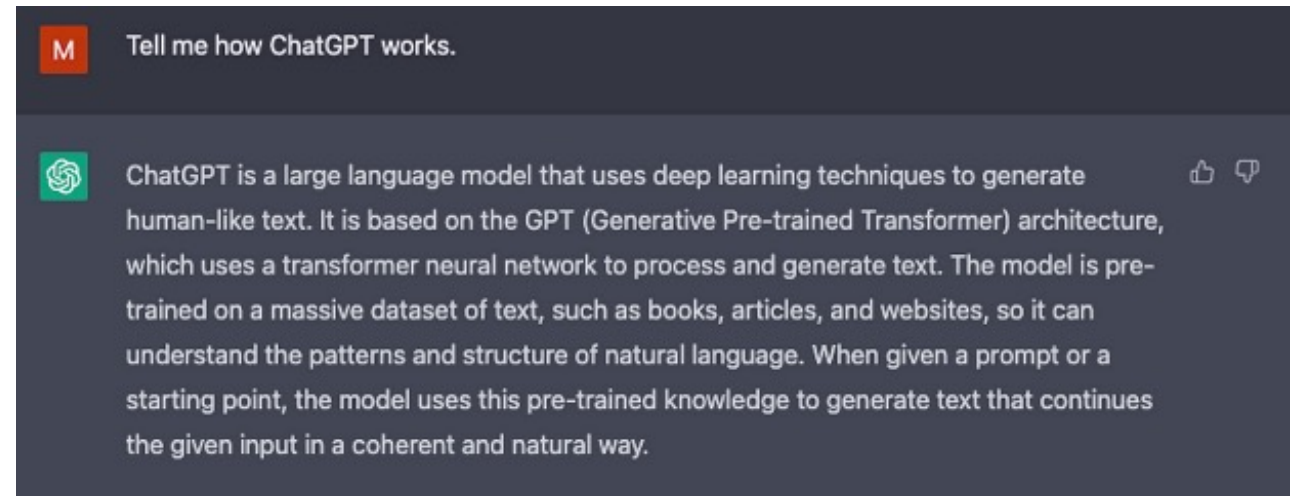 M
Tell me how ChatGPT works.
ChatGPT is a large language model that uses deep learning techniques to generate
human-like text. It is based on the GPT (Generative Pre-trained Transformer) architecture,
which uses a transformer neural network to process and generate text. The model is pre-
trained on a massive dataset of text, such as books, articles, and websites, so it can
understand the patterns and structure of natural language. When given a prompt or a
starting point, the model uses this pre-trained knowledge to generate text that continues
the given input in a coherent and natural way.